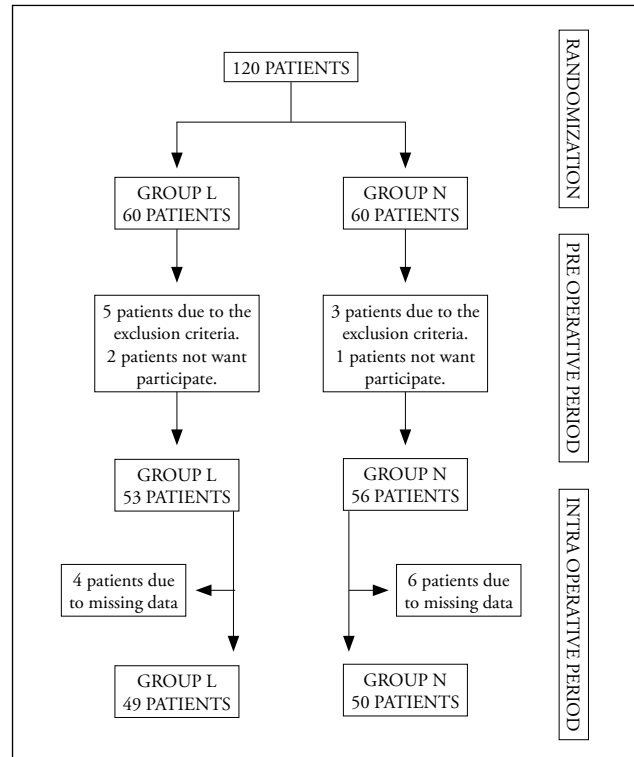 120 PATIENTS
RANDOMIZATION
GROUP L
60 PATIENTS
GROUP N
60 PATIENTS
PRE OPERATIVE PERIOD
5 patients due to the
exclusion criteria.
2 patients not want
participate.
3 patients due to the
exclusion criteria.
1 patients not want
participate.
GROUP L
53 PATIENTS
GROUP N
56 PATIENTS
INTRA OPERATIVE PERIOD
4 patients due
to missing data
6 patients due
to missing data
GROUP L
49 PATIENTS
GROUP N
50 PATIENTS